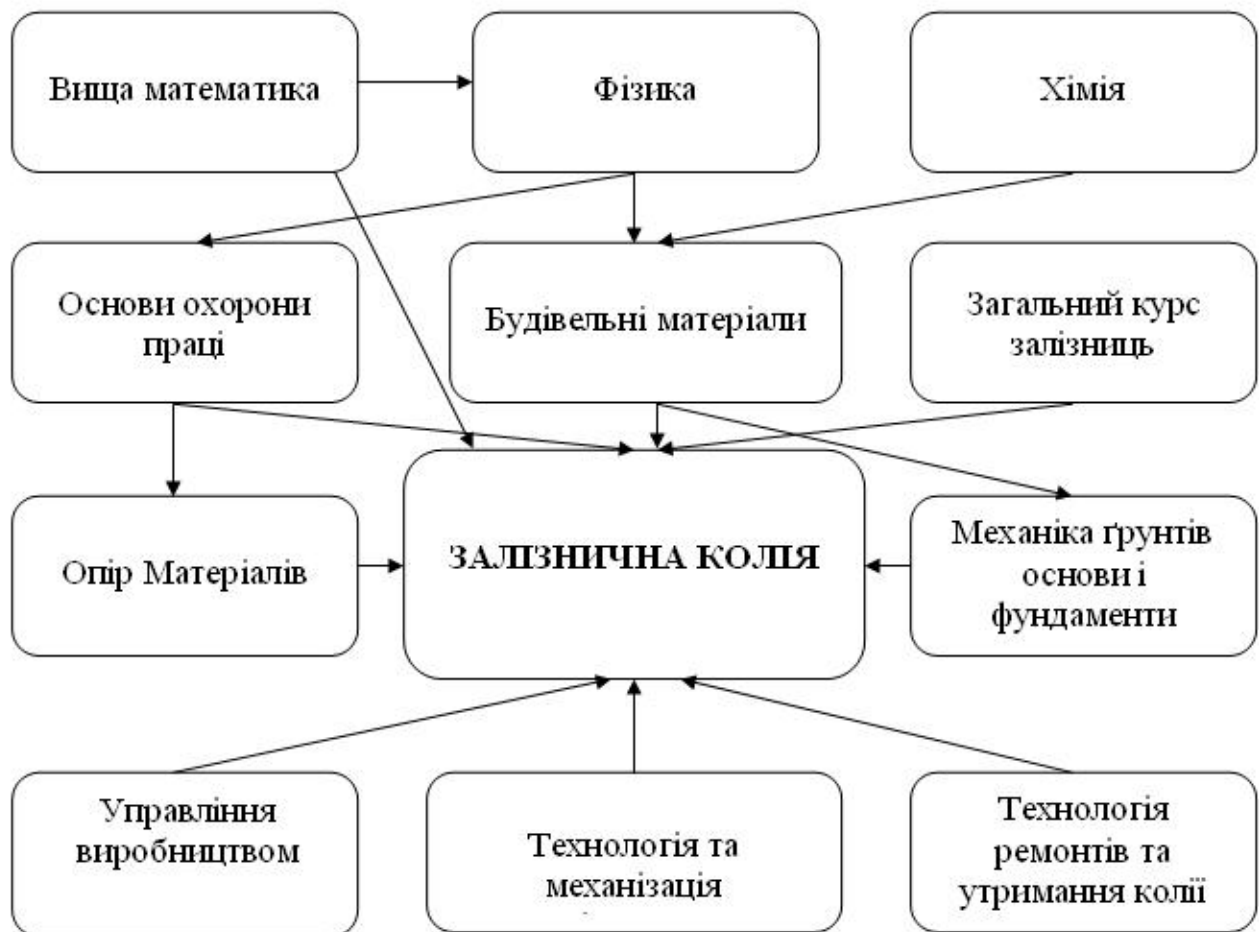 Вища математика
Фізика
Хімія
Основи охорони
праці
Будівельні матеріали
Загальний курс
залізниць
Опір Матеріалів
ЗАЛІЗНИЧНА КОЛІЯ
Механіка ґрунтів
основи і
фундаменти
Управління
виробництвом
Технологія та
механізація
Технологія
ремонтів та
утримання колії